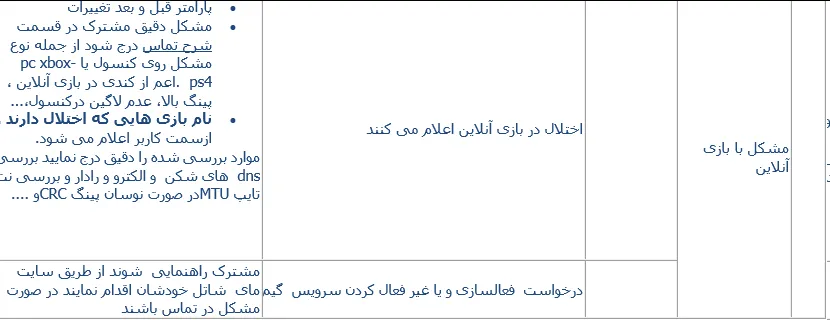 مشکل با بازی
آنلاین
اختلال در بازی آنلاین اعلام می کنند
پارامتر قبل و بعد تغییرات
مشکل دقیق مشترک در قسمت
شرح تماس درج شود از جمله نوع
مشکل روی کنسول یا pc xbox-
ps4 .اعم از کندی در بازی آنلاین ،
پینگ بالا، عدم لاگین درکنسول،...
نام بازی هایی که اختلال دارند
ازسمت کاربر اعلام می شود.
موارد بررسی شده را دقیق درج نمایید بررسی
dns های شکن و الکترو و رادار و بررسی نت
تایپ MTUدر صورت نوسان پینگ CRCو ....
درخواست فعالسازی و یا غیر فعال کردن سرویس گیم
مشترک راهنمایی شوند از طریق سایت
مای شاتل خودشان اقدام نمایند در صورت
مشکل در تماس باشند